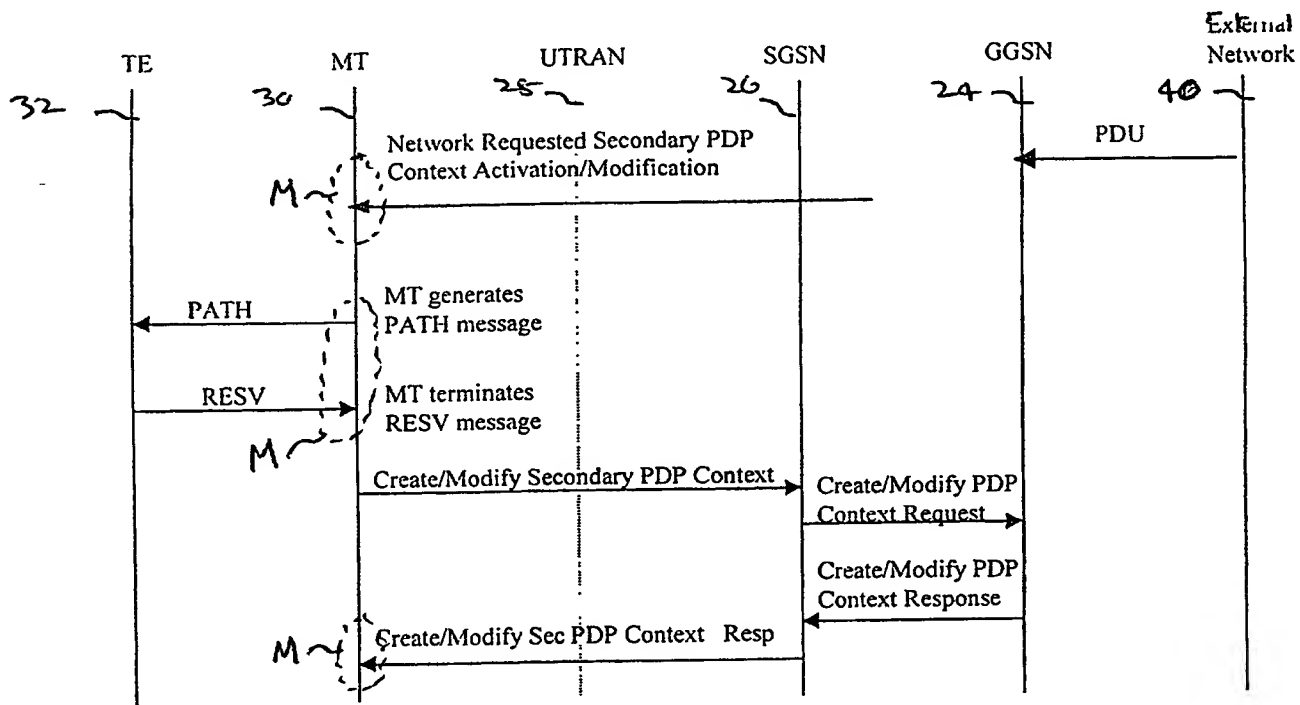 External
TE MT UTRAN SGSN GGSN Network
32 30 25 26 24 40
PDU
Network Requested Secondary PDP
Context Activation/Modification
M
PATH
MT generates
PATH message
RESV
MT terminates
RESV message
M
Create/Modify Secondary PDP Context
Create/Modify PDP
Context Request
Create/Modify PDP
Context Response
M
Create/Modify Sec PDP Context Resp